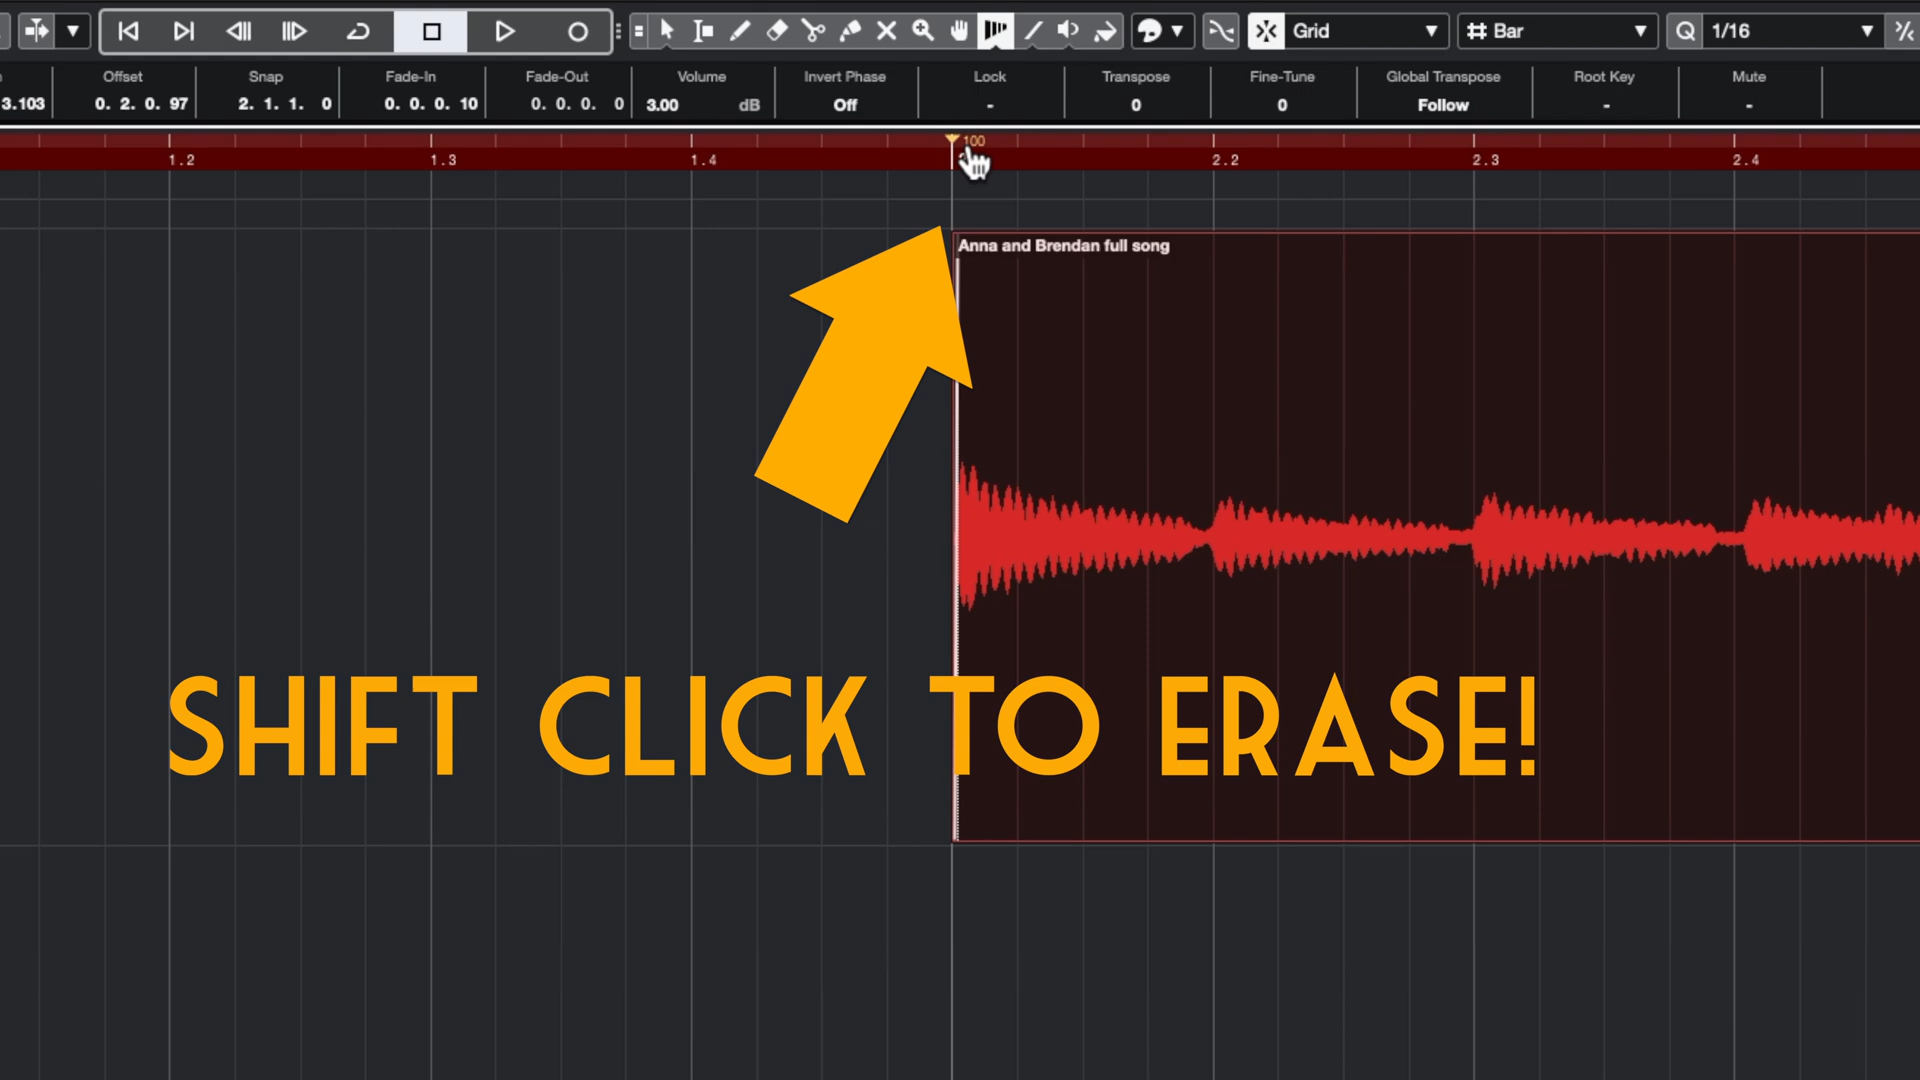 Grid
Bar
Q 1/16
Offset Snap Fade-In Fade-Out Volume Invert Phase Lock Transpose Fine-Tune Global Transpose Root Key Mute
3.103 0. 2. 0. 97 2. 1. 1. 0 0. 0. 0. 10 0. 0. 0. 0 3.00 dB Off - 0 0 Follow - -
100
1.2 1.3 1.4 2.2 2.3 2.4
Anna and Brendan full song
SHIFT CLICK TO ERASE!